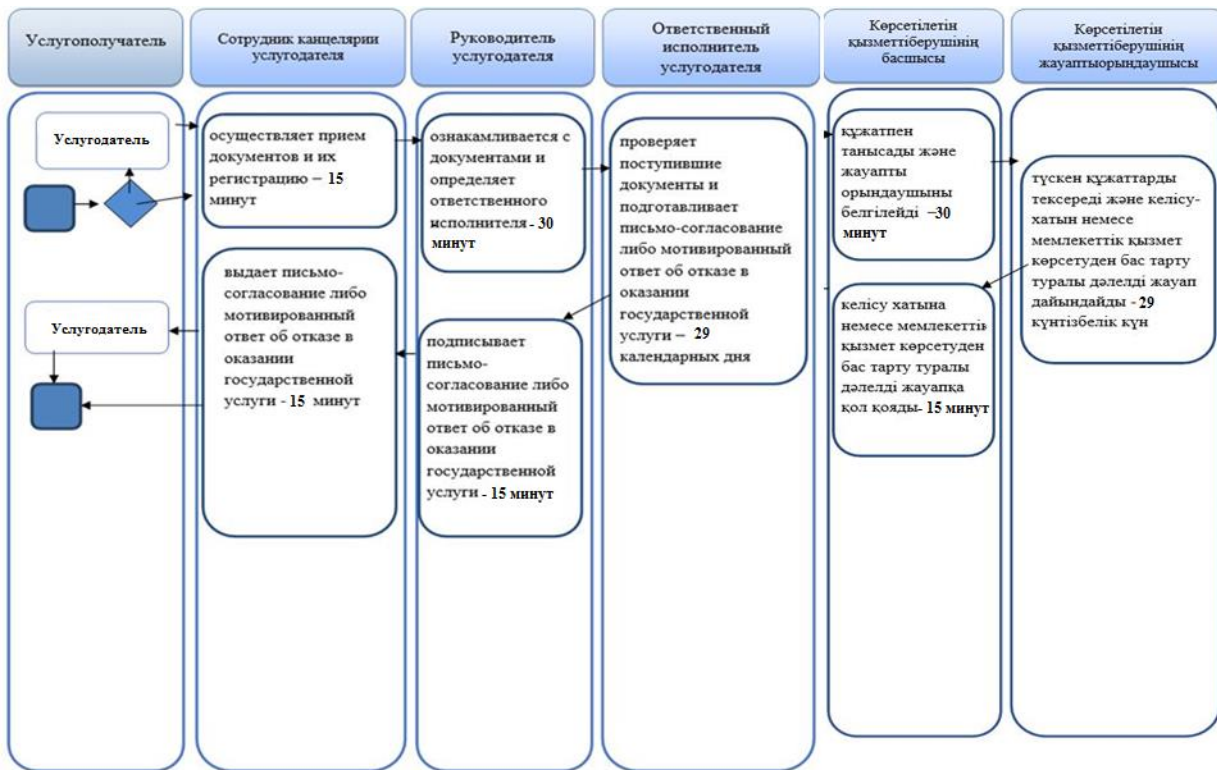 Услугополучатель
Сотрудник канцелярии
услугодателя
Руководитель
услугодателя
Ответственный
исполнитель
услугодателя
Көрсетілетін
қызметтіберушінің
басшысы
Көрсетілетін
қызметтіберушінің
жауаптыорындаушысы
Услугодатель
Услугодатель
осуществляет прием
документов и их
регистрацию – 15
минут
выдает письмо-
согласование либо
мотивированный
ответ об отказе в
оказании
государственной
услуги - 15 минут
ознакамливается с
документами и
определяет
ответственного
исполнителя - 30
минут
подписывает
письмо-
согласование либо
мотивированный
ответ об отказе в
оказании
государственной
услуги - 15 минут
проверяет
поступившие
документы и
подготавливает
письмо-согласование
либо мотивированный
ответ об отказе в
оказании
государственной
услуги – 29
календарных дня
құжатпен
танысады және
жауапты
орындаушыны
белгілейді –30
минут
келісу хатына
немесе мемлекеттік
қызмет көрсетуден
бас тарту туралы
дәлелді жауапқа
қол қояды- 15 минут
түскен құжаттарды
тексереді және келісу-
хатын немесе
мемлекеттік қызмет
көрсетуден бас тарту
туралы дәлелді жауап
дайындайды - 29
күнтізбелік күн